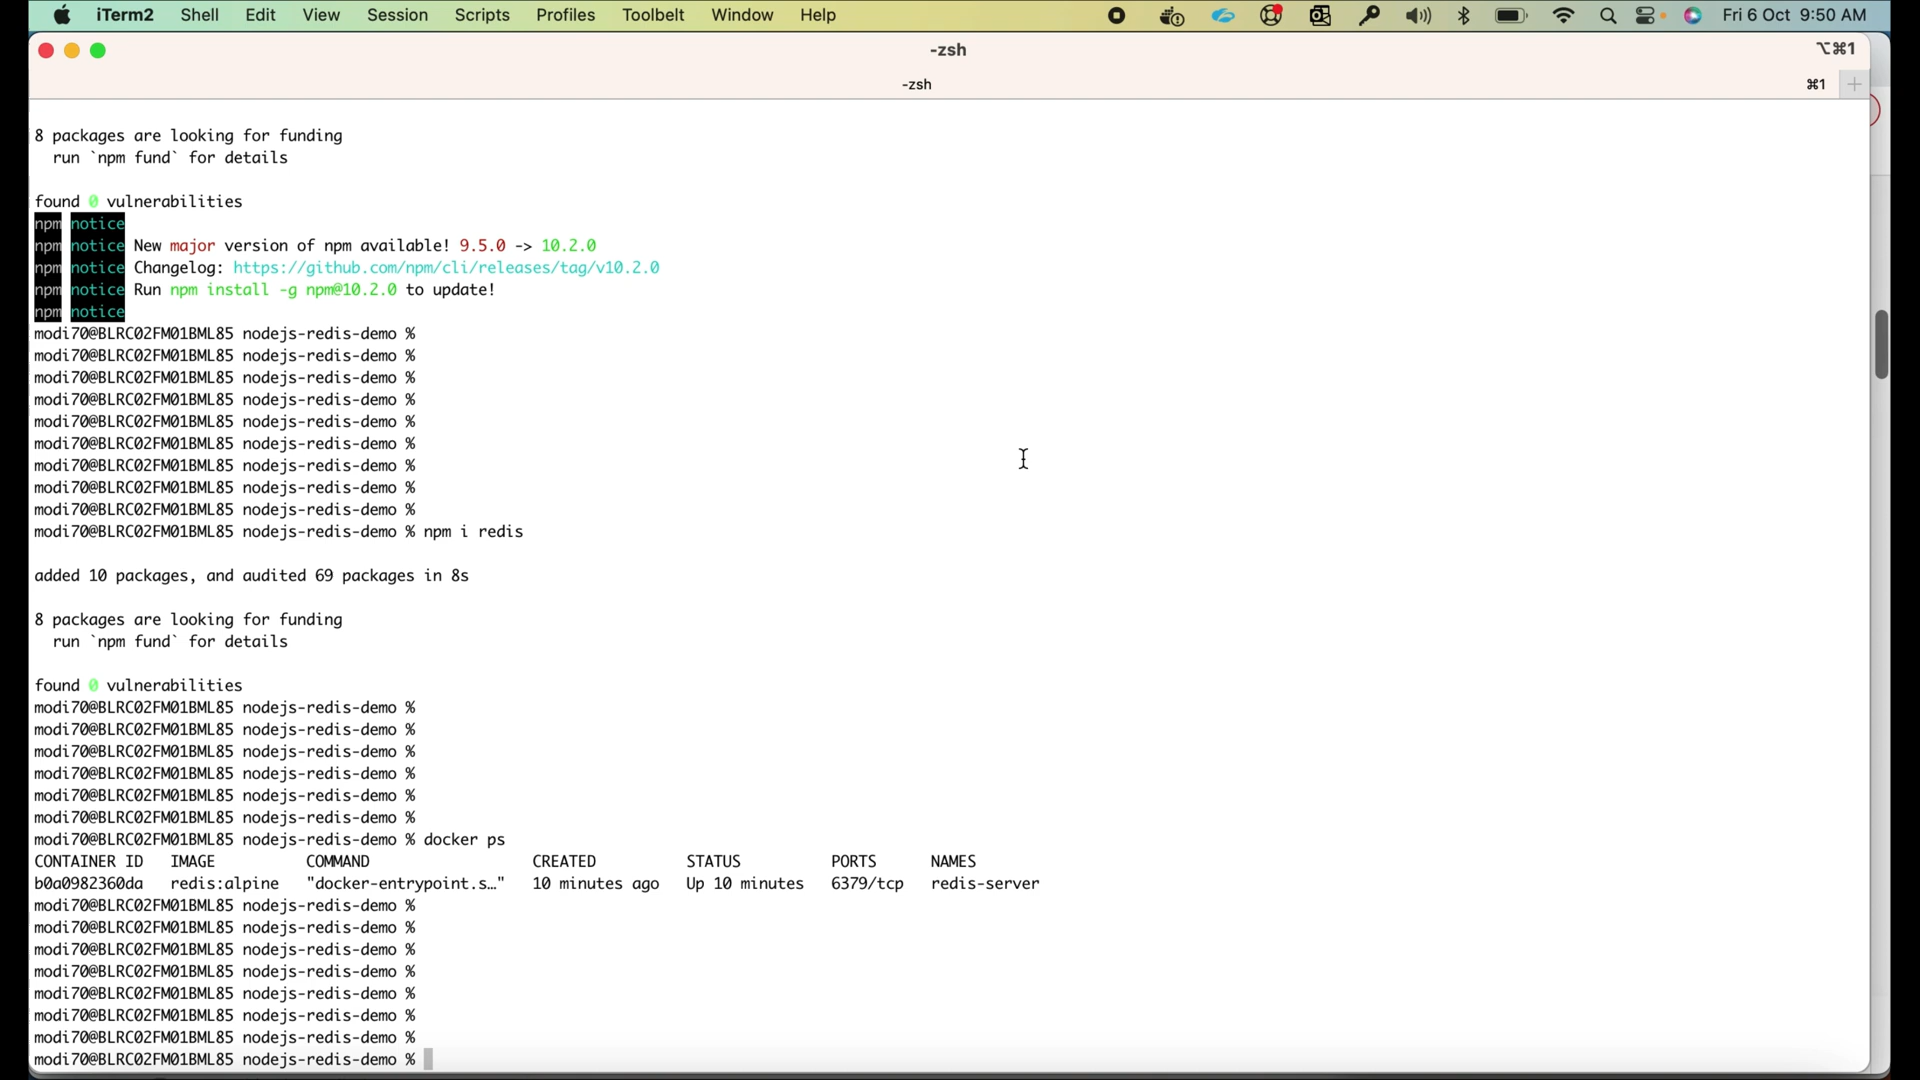 iTerm2 Shell Edit View Session Scripts Profiles Toolbelt Window Help Fri 6 Oct 9:50 AM
-zsh ⌥⌘1
-zsh ⌘1
8 packages are looking for funding
  run `npm fund` for details
found 0 vulnerabilities
npm notice
npm notice New major version of npm available! 9.5.0 -> 10.2.0
npm notice Changelog: https://github.com/npm/cli/releases/tag/v10.2.0
npm notice Run npm install -g npm@10.2.0 to update!
npm notice
modi70@BLRC02FM01BML85 nodejs-redis-demo %
modi70@BLRC02FM01BML85 nodejs-redis-demo %
modi70@BLRC02FM01BML85 nodejs-redis-demo %
modi70@BLRC02FM01BML85 nodejs-redis-demo %
modi70@BLRC02FM01BML85 nodejs-redis-demo %
modi70@BLRC02FM01BML85 nodejs-redis-demo %
modi70@BLRC02FM01BML85 nodejs-redis-demo %
modi70@BLRC02FM01BML85 nodejs-redis-demo %
modi70@BLRC02FM01BML85 nodejs-redis-demo %
modi70@BLRC02FM01BML85 nodejs-redis-demo % npm i redis
added 10 packages, and audited 69 packages in 8s
8 packages are looking for funding
  run `npm fund` for details
found 0 vulnerabilities
modi70@BLRC02FM01BML85 nodejs-redis-demo %
modi70@BLRC02FM01BML85 nodejs-redis-demo %
modi70@BLRC02FM01BML85 nodejs-redis-demo %
modi70@BLRC02FM01BML85 nodejs-redis-demo %
modi70@BLRC02FM01BML85 nodejs-redis-demo %
modi70@BLRC02FM01BML85 nodejs-redis-demo %
modi70@BLRC02FM01BML85 nodejs-redis-demo % docker ps
CONTAINER ID   IMAGE          COMMAND                  CREATED          STATUS          PORTS      NAMES
b0a0982360da   redis:alpine   "docker-entrypoint.s…"   10 minutes ago   Up 10 minutes   6379/tcp   redis-server
modi70@BLRC02FM01BML85 nodejs-redis-demo %
modi70@BLRC02FM01BML85 nodejs-redis-demo %
modi70@BLRC02FM01BML85 nodejs-redis-demo %
modi70@BLRC02FM01BML85 nodejs-redis-demo %
modi70@BLRC02FM01BML85 nodejs-redis-demo %
modi70@BLRC02FM01BML85 nodejs-redis-demo %
modi70@BLRC02FM01BML85 nodejs-redis-demo %
modi70@BLRC02FM01BML85 nodejs-redis-demo %